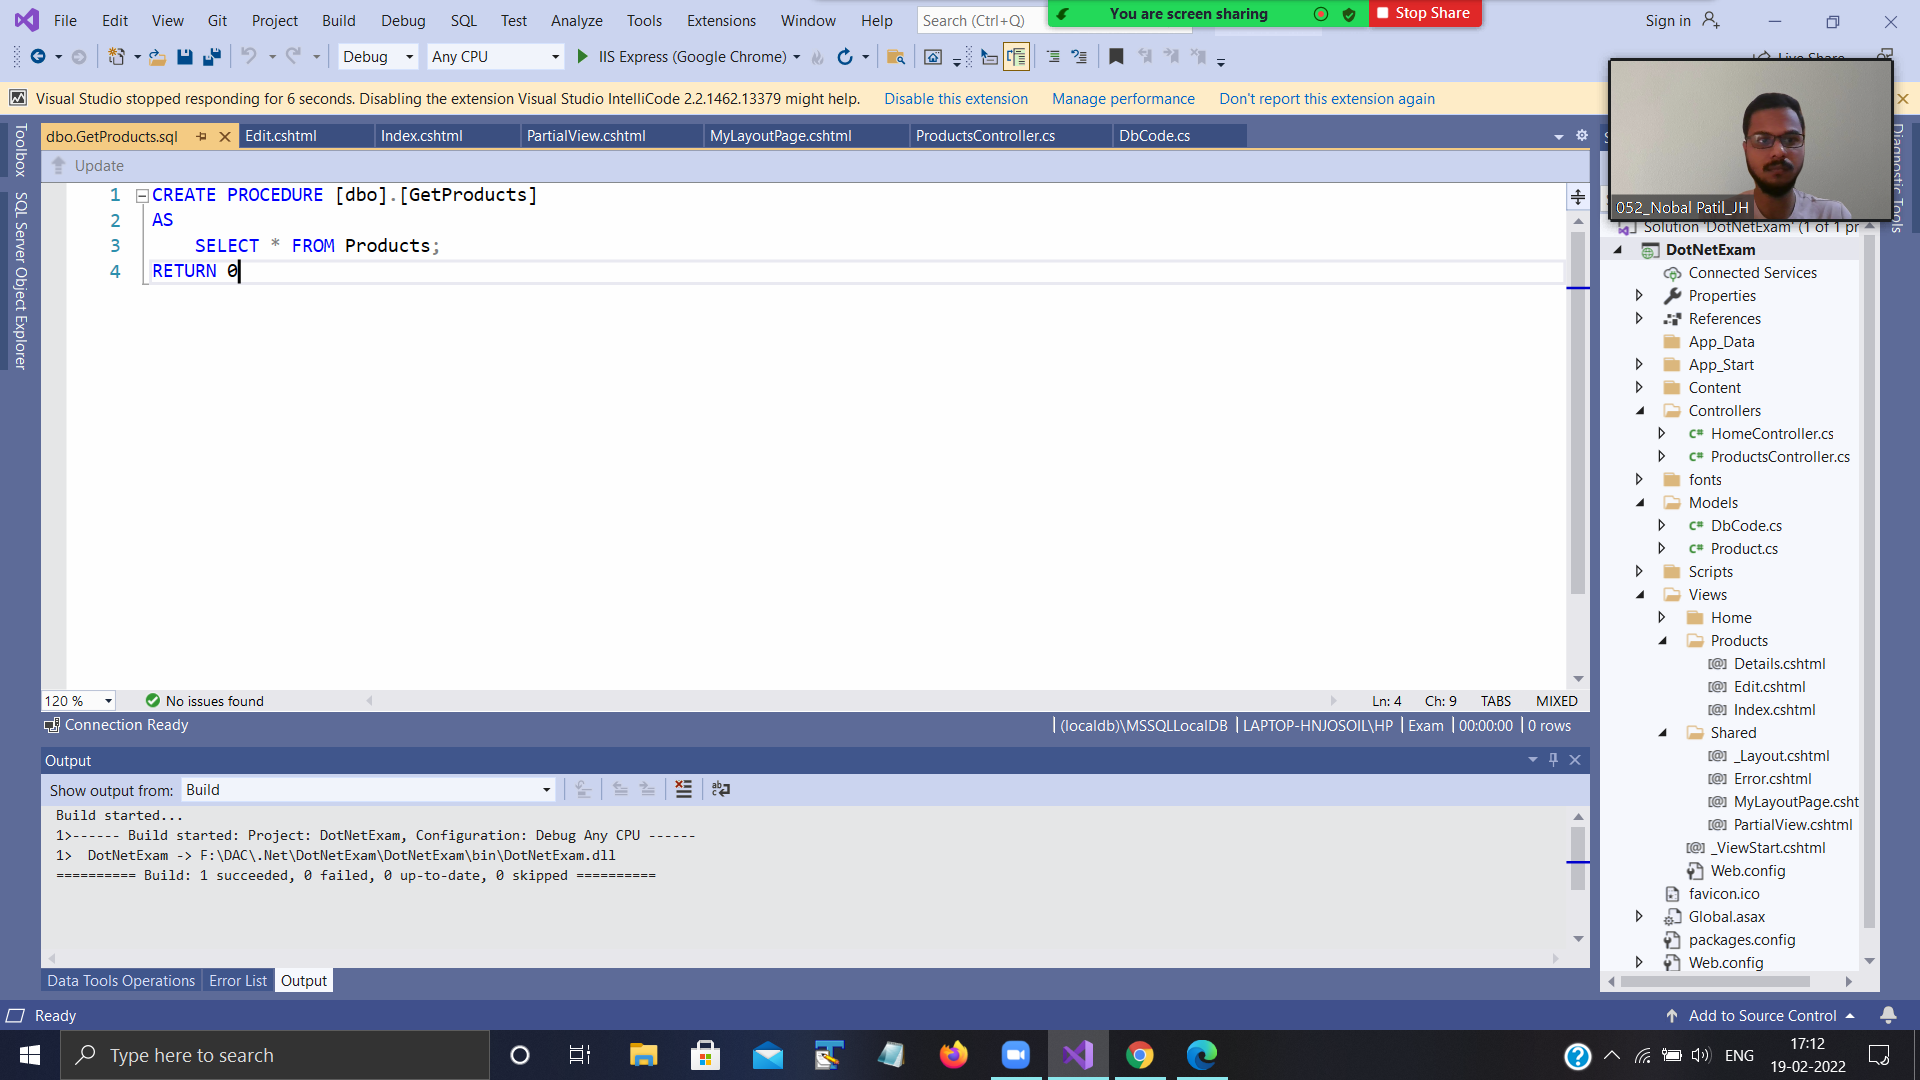 File Edit View Git Project Build Debug SQL Test Analyze Tools Extensions Window Help Search (Ctrl+Q) You are screen sharing Stop Share Sign in
Debug Any CPU IIS Express (Google Chrome) Live Share
Visual Studio stopped responding for 6 seconds. Disabling the extension Visual Studio IntelliCode 2.2.1462.13379 might help. Disable this extension Manage performance Don't report this extension again
Toolbox
SQL Server Object Explorer
dbo.GetProducts.sql Edit.cshtml Index.cshtml PartialView.cshtml MyLayoutPage.cshtml ProductsController.cs DbCode.cs
Update
1 CREATE PROCEDURE [dbo].[GetProducts]
2 AS
3 SELECT * FROM Products;
4 RETURN 0
120 % No issues found Ln: 4 Ch: 9 TABS MIXED
Connection Ready (localdb)\MSSQLLocalDB LAPTOP-HNJOSOIL\HP Exam 00:00:00 0 rows
Output
Show output from: Build
Build started...
1>------ Build started: Project: DotNetExam, Configuration: Debug Any CPU ------
1>  DotNetExam -> F:\DAC\.Net\DotNetExam\DotNetExam\bin\DotNetExam.dll
========== Build: 1 succeeded, 0 failed, 0 up-to-date, 0 skipped ==========
Data Tools Operations Error List Output
052_Nobal Patil_JH
Diagnostic Tools
Solution 'DotNetExam' (1 of 1 pr
DotNetExam
Connected Services
Properties
References
App_Data
App_Start
Content
Controllers
C# HomeController.cs
C# ProductsController.cs
fonts
Models
C# DbCode.cs
C# Product.cs
Scripts
Views
Home
Products
[@] Details.cshtml
[@] Edit.cshtml
[@] Index.cshtml
Shared
[@] _Layout.cshtml
[@] Error.cshtml
[@] MyLayoutPage.csht
[@] PartialView.cshtml
[@] _ViewStart.cshtml
Web.config
favicon.ico
Global.asax
packages.config
Web.config
Ready Add to Source Control
Type here to search ENG 17:12
19-02-2022